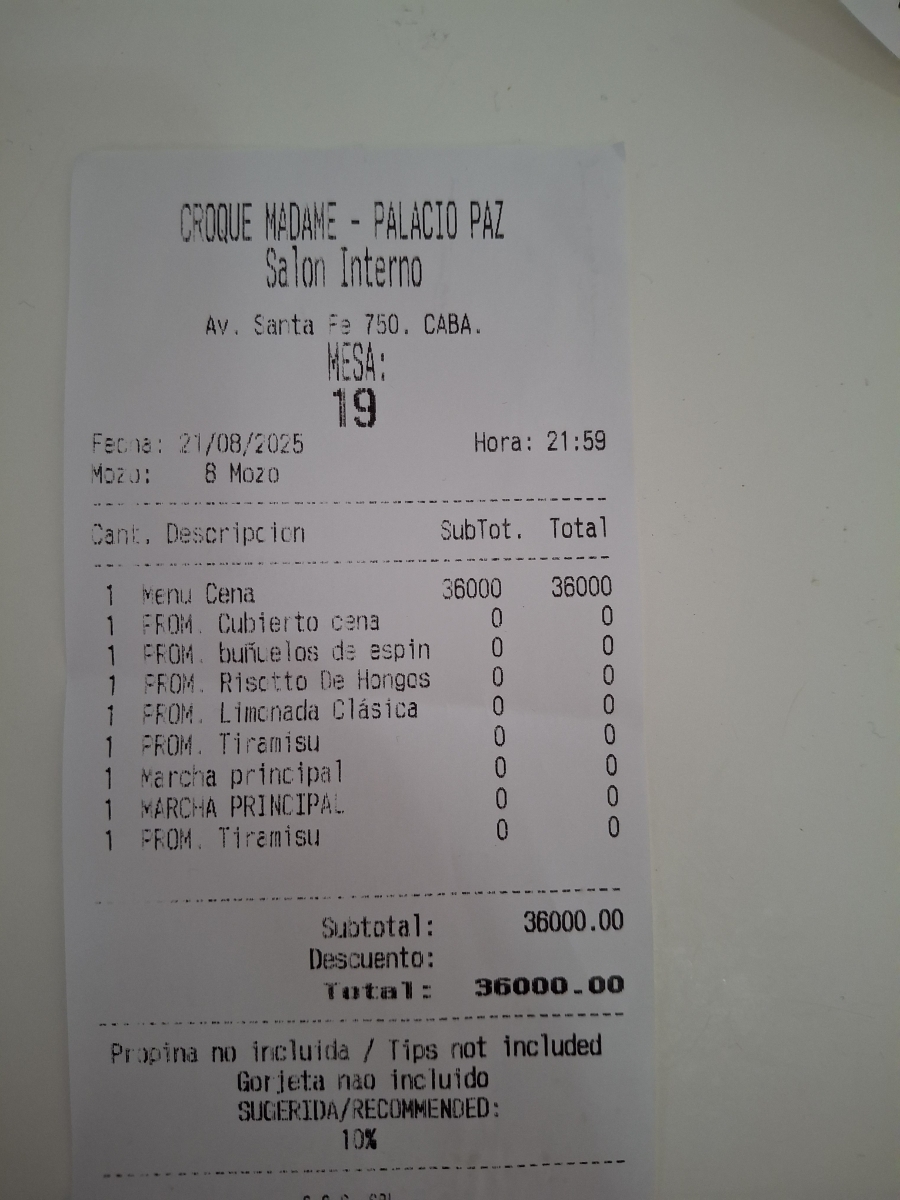 CROQUE MADAME - PALACIO PAZ
Salon Interno
Av. Santa Fe 750. CABA.
MESA:
19
Fecha: 21/08/2025 Hora: 21:59
Mozo: 8 Mozo
Cant. Descripcion SubTot. Total
1 Menu Cena 36000 36000
1 PROM. Cubierto cena 0 0
1 PROM. buñuelos de espin 0 0
1 PROM. Risotto De Hongos 0 0
1 PROM. Limonada Clásica 0 0
1 PROM. Tiramisu 0 0
1 Marcha principal 0 0
1 MARCHA PRINCIPAL 0 0
1 PROM. Tiramisu 0 0
Subtotal: 36000.00
Descuento:
Total: 36000.00
Propina no incluida / Tips not included
Gorjeta nao incluido
SUGERIDA/RECOMMENDED:
10%